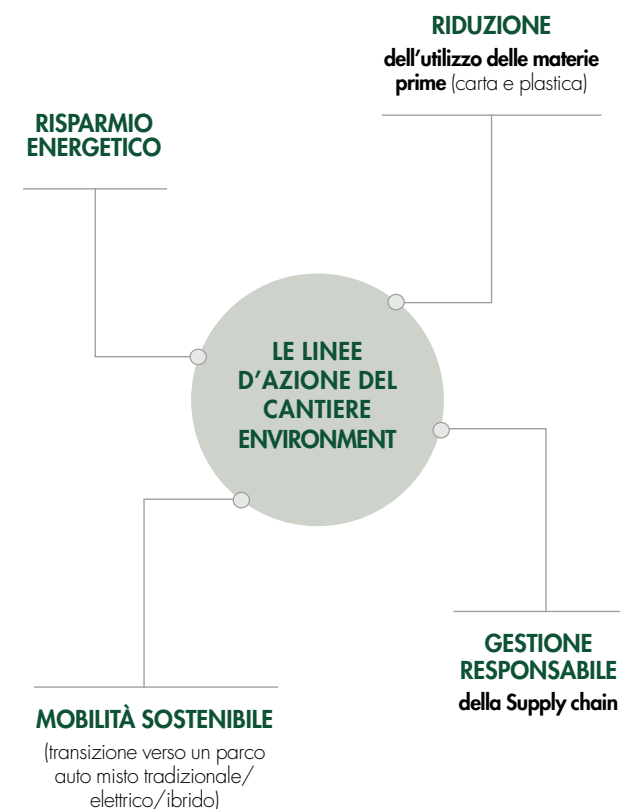 RIDUZIONE
dell'utilizzo delle materie
prime (carta e plastica)
RISPARMIO
ENERGETICO
LE LINEE
D'AZIONE DEL
CANTIERE
ENVIRONMENT
GESTIONE
RESPONSABILE
della Supply chain
MOBILITÀ SOSTENIBILE
(transizione verso un parco
auto misto tradizionale/
elettrico/ibrido)